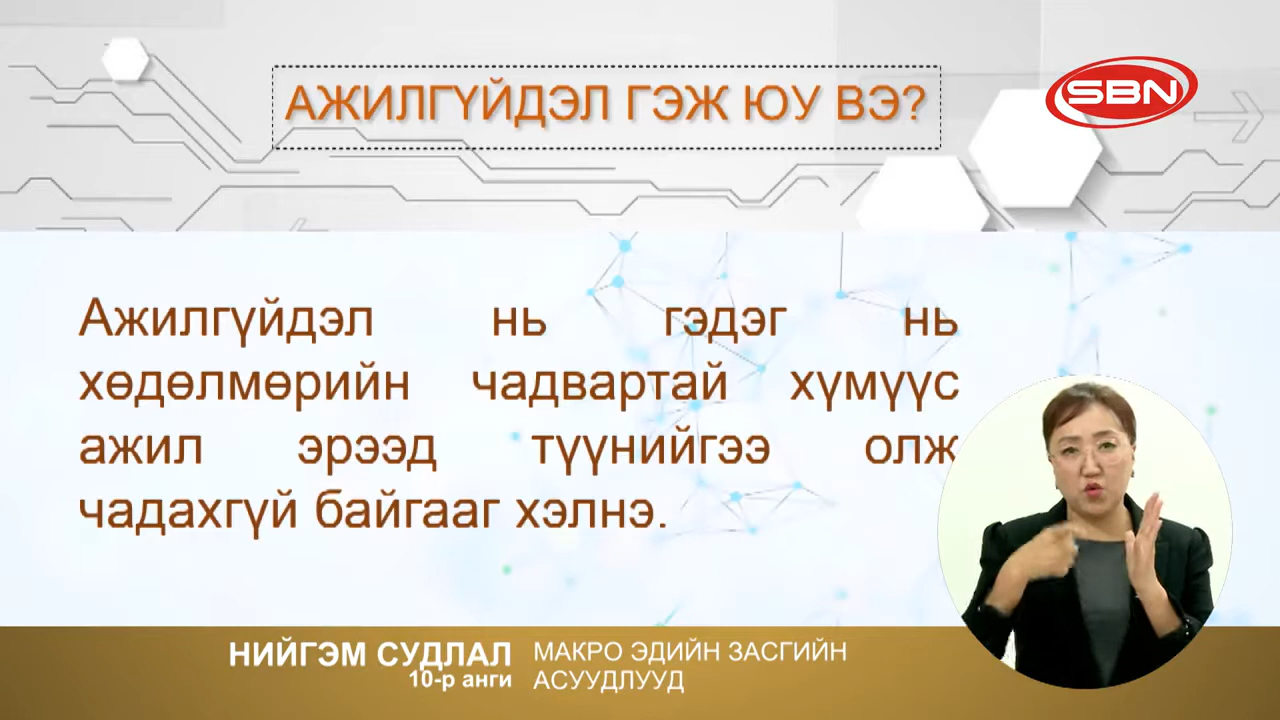 АЖИЛГҮЙДЭЛ ГЭЖ ЮУ ВЭ?
SBN
Ажилгүйдэл нь гэдэг нь
хөдөлмөрийн чадвартай хүмүүс
ажил эрээд түүнийгээ олж
чадахгүй байгааг хэлнэ.
НИЙГЭМ СУДЛАЛ
10-р анги
МАКРО ЭДИЙН ЗАСГИЙН
АСУУДЛУУД